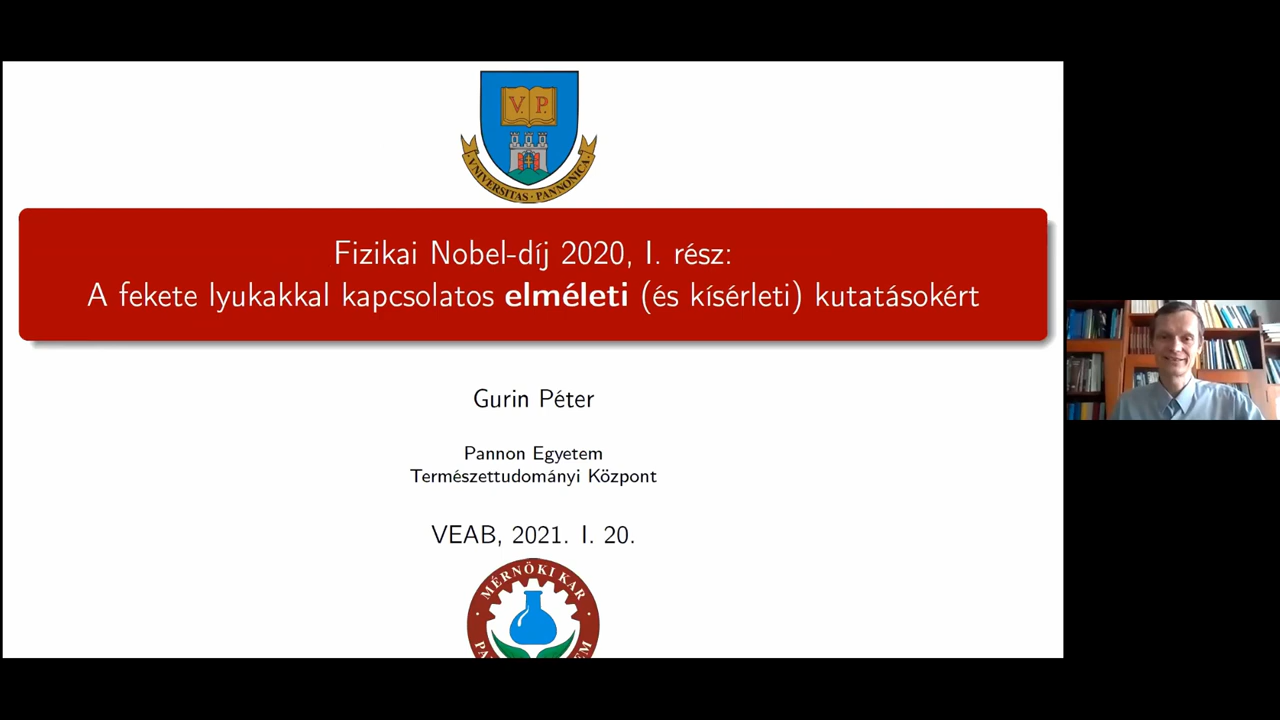 V. P.
VNIVERSITAS · PANNONICA
Fizikai Nobel-díj 2020, I. rész:
A fekete lyukakkal kapcsolatos elméleti (és kísérleti) kutatásokért
Gurin Péter
Pannon Egyetem
Természettudományi Központ
VEAB, 2021. I. 20.
· MÉRNÖKI KAR ·